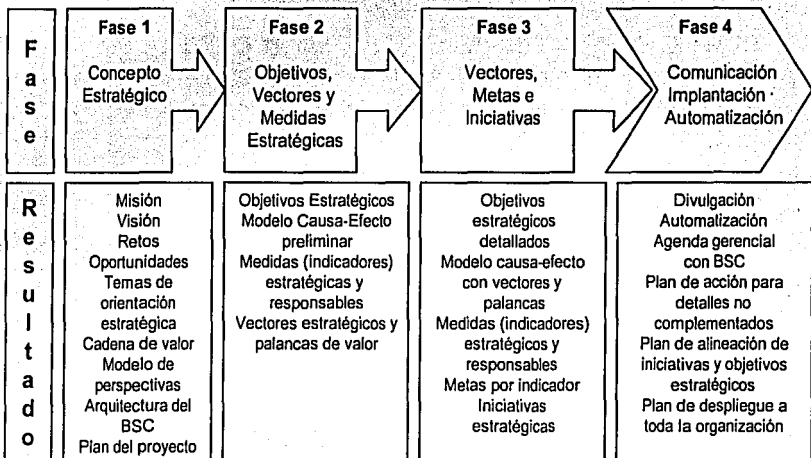 Fase
Fase 1
Concepto
Estratégico
Fase 2
Objetivos,
Vectores y
Medidas
Estratégicas
Fase 3
Vectores,
Metas e
Iniciativas
Fase 4
Comunicación
Implantación ·
Automatización
Resultado
Misión
Visión
Retos
Oportunidades
Temas de
orientación
estratégica
Cadena de valor
Modelo de
perspectivas
Arquitectura del
BSC
Plan del proyecto
Objetivos Estratégicos
Modelo Causa-Efecto
preliminar
Medidas (indicadores)
estratégicas y
responsables
Vectores estratégicos y
palancas de valor
Objetivos
estratégicos
detallados
Modelo causa-efecto
con vectores y
palancas
Medidas (indicadores)
estratégicos y
responsables
Metas por indicador
Iniciativas
estratégicas
Divulgación
Automatización
Agenda gerencial
con BSC
Plan de acción para
detalles no
complementados
Plan de alineación de
iniciativas y objetivos
estratégicos
Plan de despliegue a
toda la organización